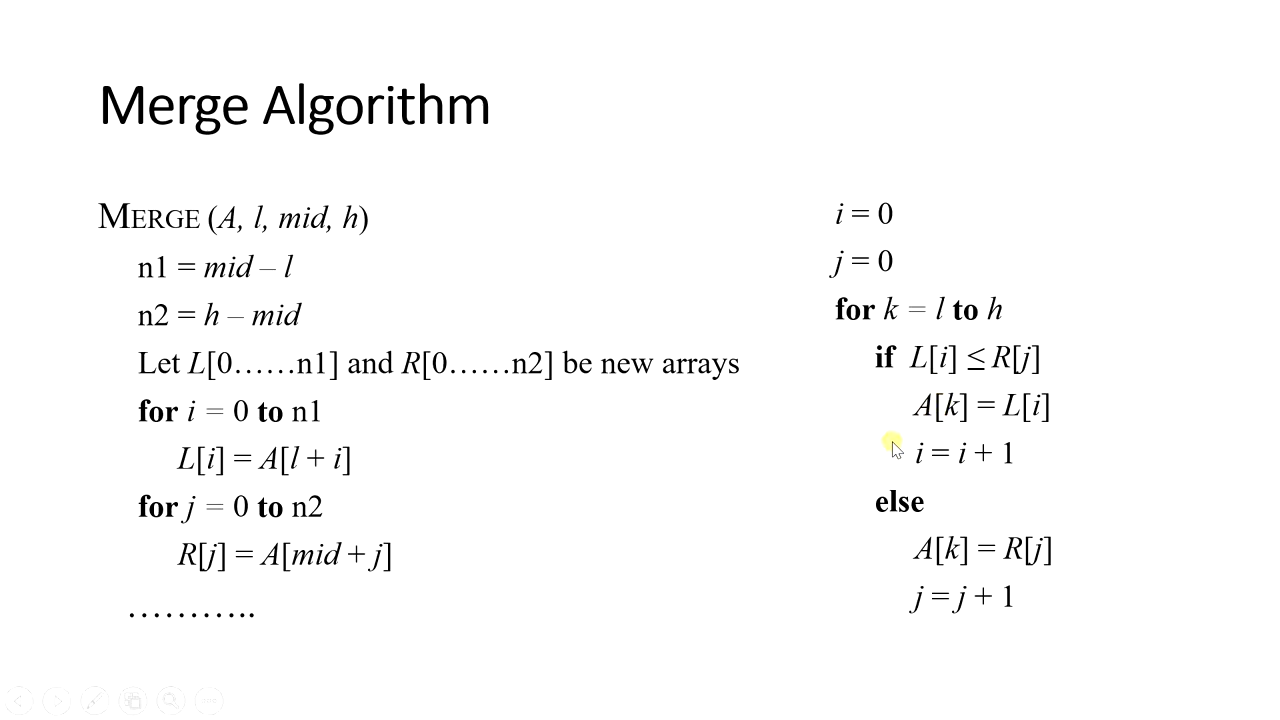 Merge Algorithm
MERGE (A, l, mid, h)
n1 = mid – l
n2 = h – mid
Let L[0……n1] and R[0……n2] be new arrays
for i = 0 to n1
L[i] = A[l + i]
for j = 0 to n2
R[j] = A[mid + j]
………..
i = 0
j = 0
for k = l to h
if L[i] ≤ R[j]
A[k] = L[i]
i = i + 1
else
A[k] = R[j]
j = j + 1